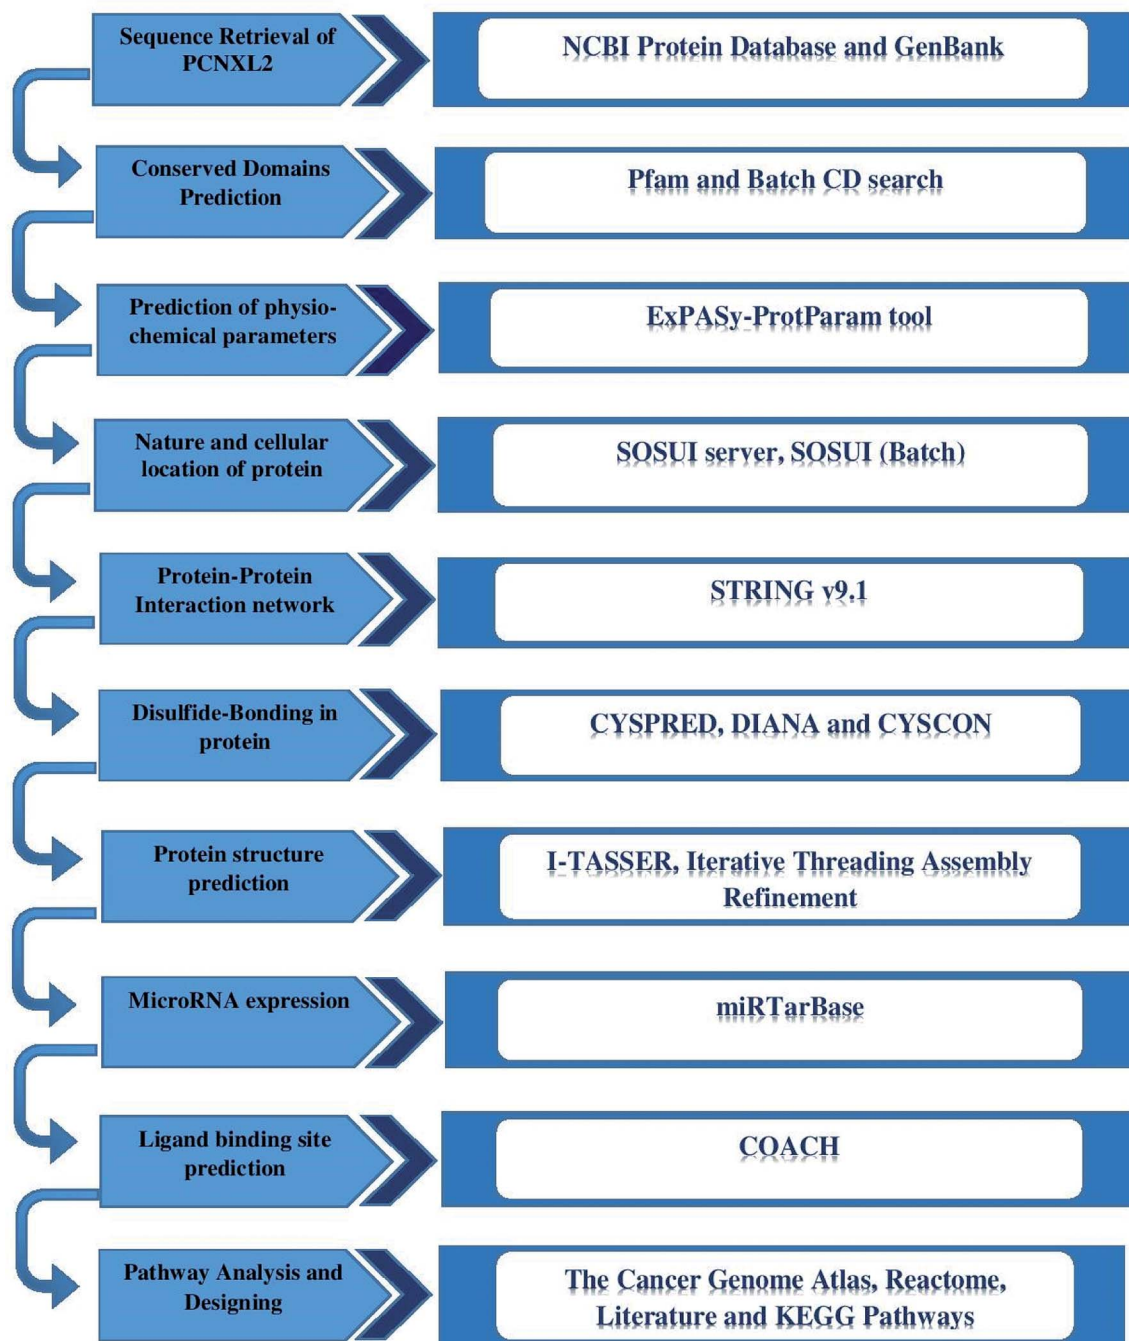 Sequence Retrieval of
PCNXL2
NCBI Protein Database and GenBank
Conserved Domains
Prediction
Pfam and Batch CD search
Prediction of physio-
chemical parameters
ExPASy-ProtParam tool
Nature and cellular
location of protein
SOSUI server, SOSUI (Batch)
Protein-Protein
Interaction network
STRING v9.1
Disulfide-Bonding in
protein
CYSPRED, DIANA and CYSCON
Protein structure
prediction
I-TASSER, Iterative Threading Assembly
Refinement
MicroRNA expression
miRTarBase
Ligand binding site
prediction
COACH
Pathway Analysis and
Designing
The Cancer Genome Atlas, Reactome,
Literature and KEGG Pathways